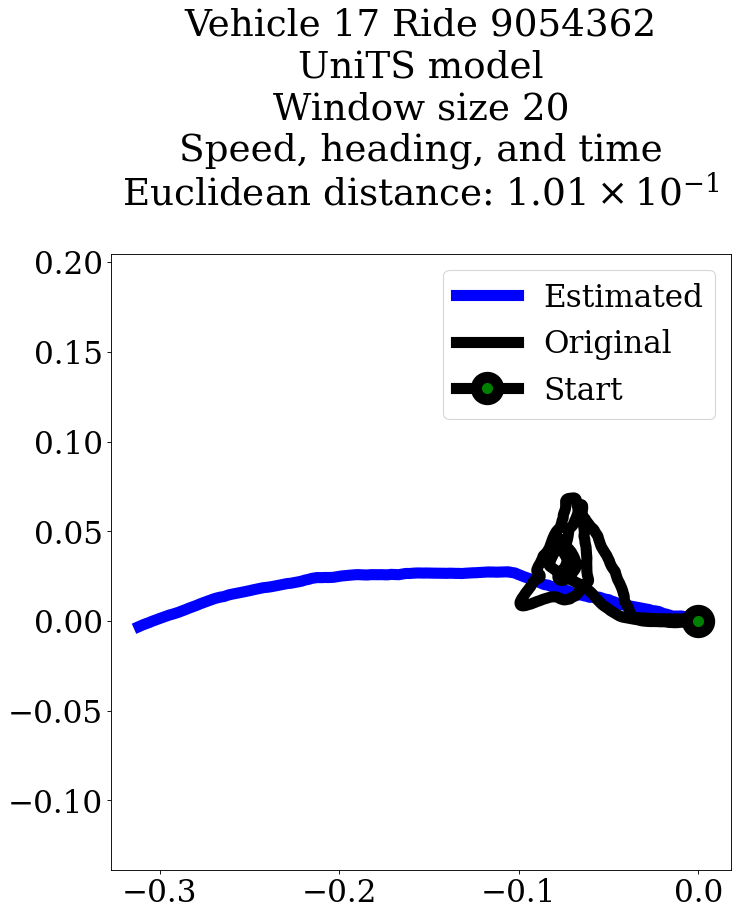 Vehicle 17 Ride 9054362
UniTS model
Window size 20
Speed, heading, and time
Euclidean distance: 1.01 × 10⁻¹
0.20
0.15
0.10
0.05
0.00
−0.05
−0.10
Estimated
Original
Start
−0.3 −0.2 −0.1 0.0